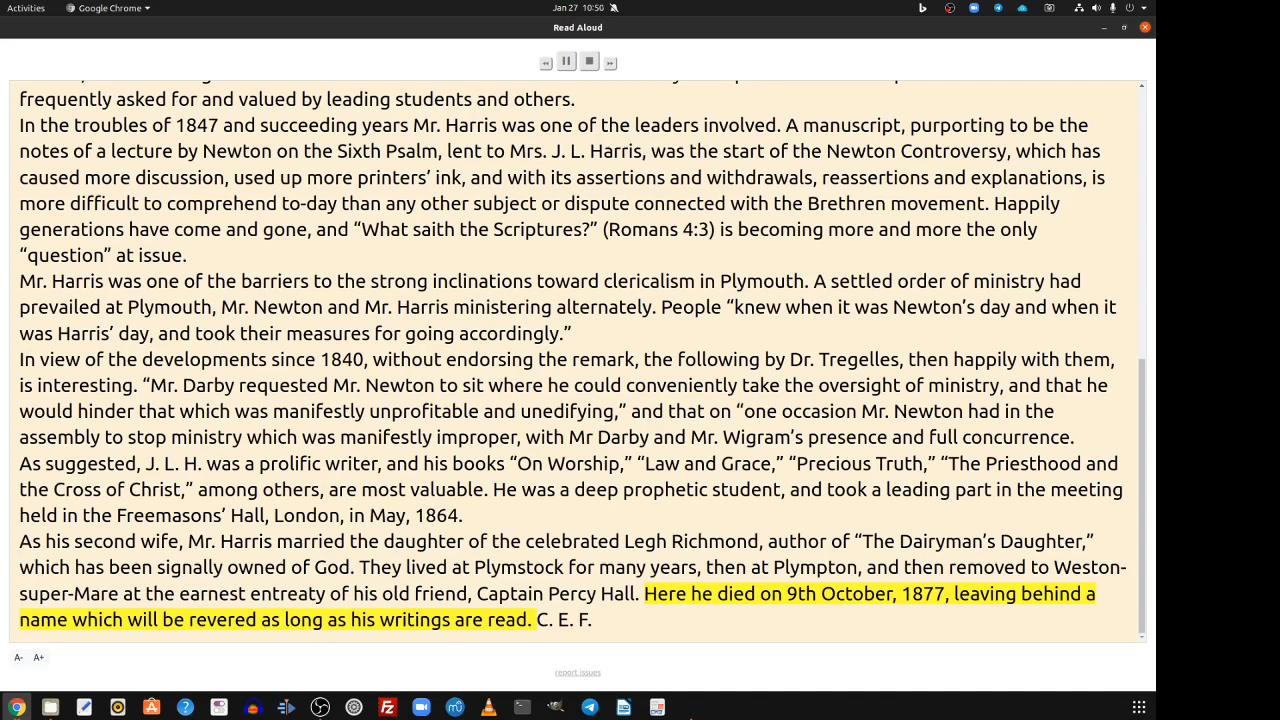 Activities
Google Chrome
Jan 27 10:50
Read Aloud
frequently asked for and valued by leading students and others.
In the troubles of 1847 and succeeding years Mr. Harris was one of the leaders involved. A manuscript, purporting to be the
notes of a lecture by Newton on the Sixth Psalm, lent to Mrs. J. L. Harris, was the start of the Newton Controversy, which has
caused more discussion, used up more printers’ ink, and with its assertions and withdrawals, reassertions and explanations, is
more difficult to comprehend to-day than any other subject or dispute connected with the Brethren movement. Happily
generations have come and gone, and “What saith the Scriptures?” (Romans 4:3) is becoming more and more the only
“question” at issue.
Mr. Harris was one of the barriers to the strong inclinations toward clericalism in Plymouth. A settled order of ministry had
prevailed at Plymouth, Mr. Newton and Mr. Harris ministering alternately. People “knew when it was Newton’s day and when it
was Harris’ day, and took their measures for going accordingly.”
In view of the developments since 1840, without endorsing the remark, the following by Dr. Tregelles, then happily with them,
is interesting. “Mr. Darby requested Mr. Newton to sit where he could conveniently take the oversight of ministry, and that he
would hinder that which was manifestly unprofitable and unedifying,” and that on “one occasion Mr. Newton had in the
assembly to stop ministry which was manifestly improper, with Mr Darby and Mr. Wigram’s presence and full concurrence.
As suggested, J. L. H. was a prolific writer, and his books “On Worship,” “Law and Grace,” “Precious Truth,” “The Priesthood and
the Cross of Christ,” among others, are most valuable. He was a deep prophetic student, and took a leading part in the meeting
held in the Freemasons’ Hall, London, in May, 1864.
As his second wife, Mr. Harris married the daughter of the celebrated Legh Richmond, author of “The Dairyman’s Daughter,”
which has been signally owned of God. They lived at Plymstock for many years, then at Plympton, and then removed to Weston-
super-Mare at the earnest entreaty of his old friend, Captain Percy Hall. Here he died on 9th October, 1877, leaving behind a
name which will be revered as long as his writings are read. C. E. F.
A- A+
report issues